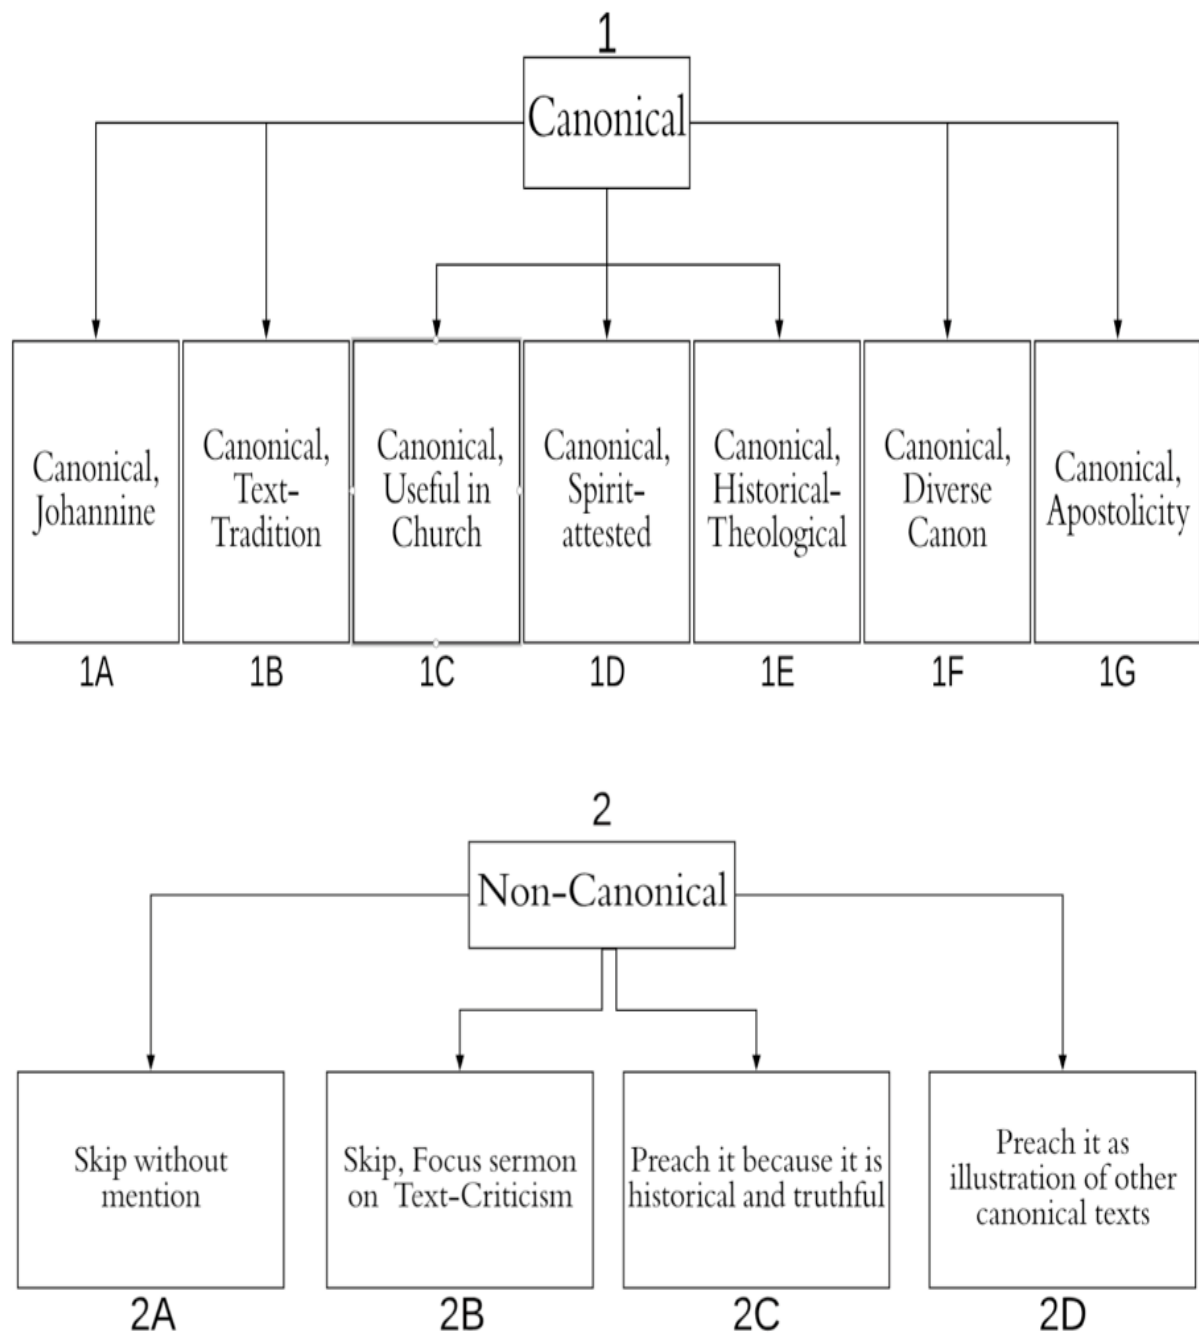 1
Canonical
Canonical,
Johannine
Canonical,
Text-
Tradition
Canonical,
Useful in
Church
Canonical,
Spirit-
attested
Canonical,
Historical-
Theological
Canonical,
Diverse
Canon
Canonical,
Apostolicity
1A
1B
1C
1D
1E
1F
1G
2
Non-Canonical
Skip without
mention
Skip, Focus sermon
on Text-Criticism
Preach it because it is
historical and truthful
Preach it as
illustration of other
canonical texts
2A
2B
2C
2D